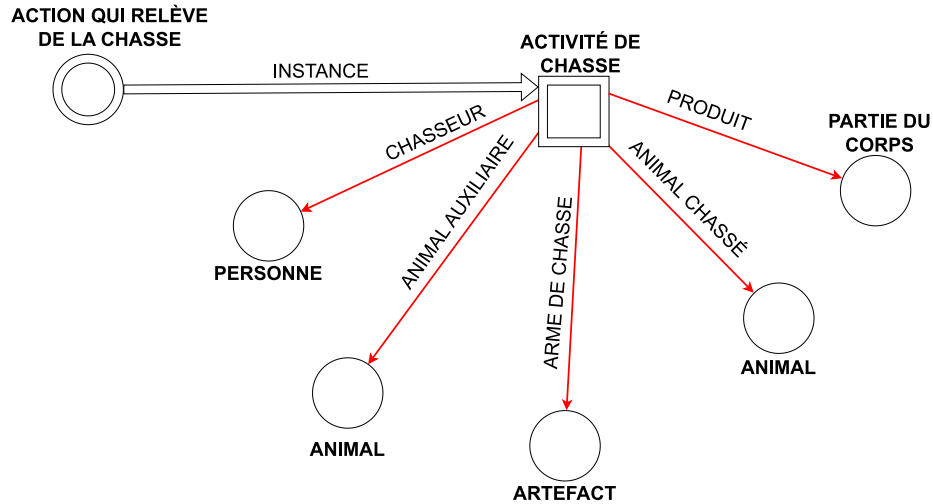 ACTION QUI RELÈVE
DE LA CHASSE
INSTANCE
ACTIVITÉ DE
CHASSE
PRODUIT
PARTIE DU
CORPS
CHASSEUR
ANIMAL AUXILIAIRE
ARME DE CHASSE
ANIMAL CHASSÉ
PERSONNE
ANIMAL
ANIMAL
ARTEFACT